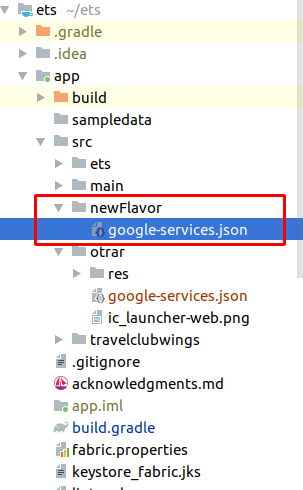 ets ~/ets
.gradle
.idea
app
build
sampledata
src
ets
main
newFlavor
google-services.json
otrar
res
google-services.json
ic_launcher-web.png
travelclubwings
.gitignore
acknowledgments.md
app.iml
build.gradle
fabric.properties
keystore_fabric.jks